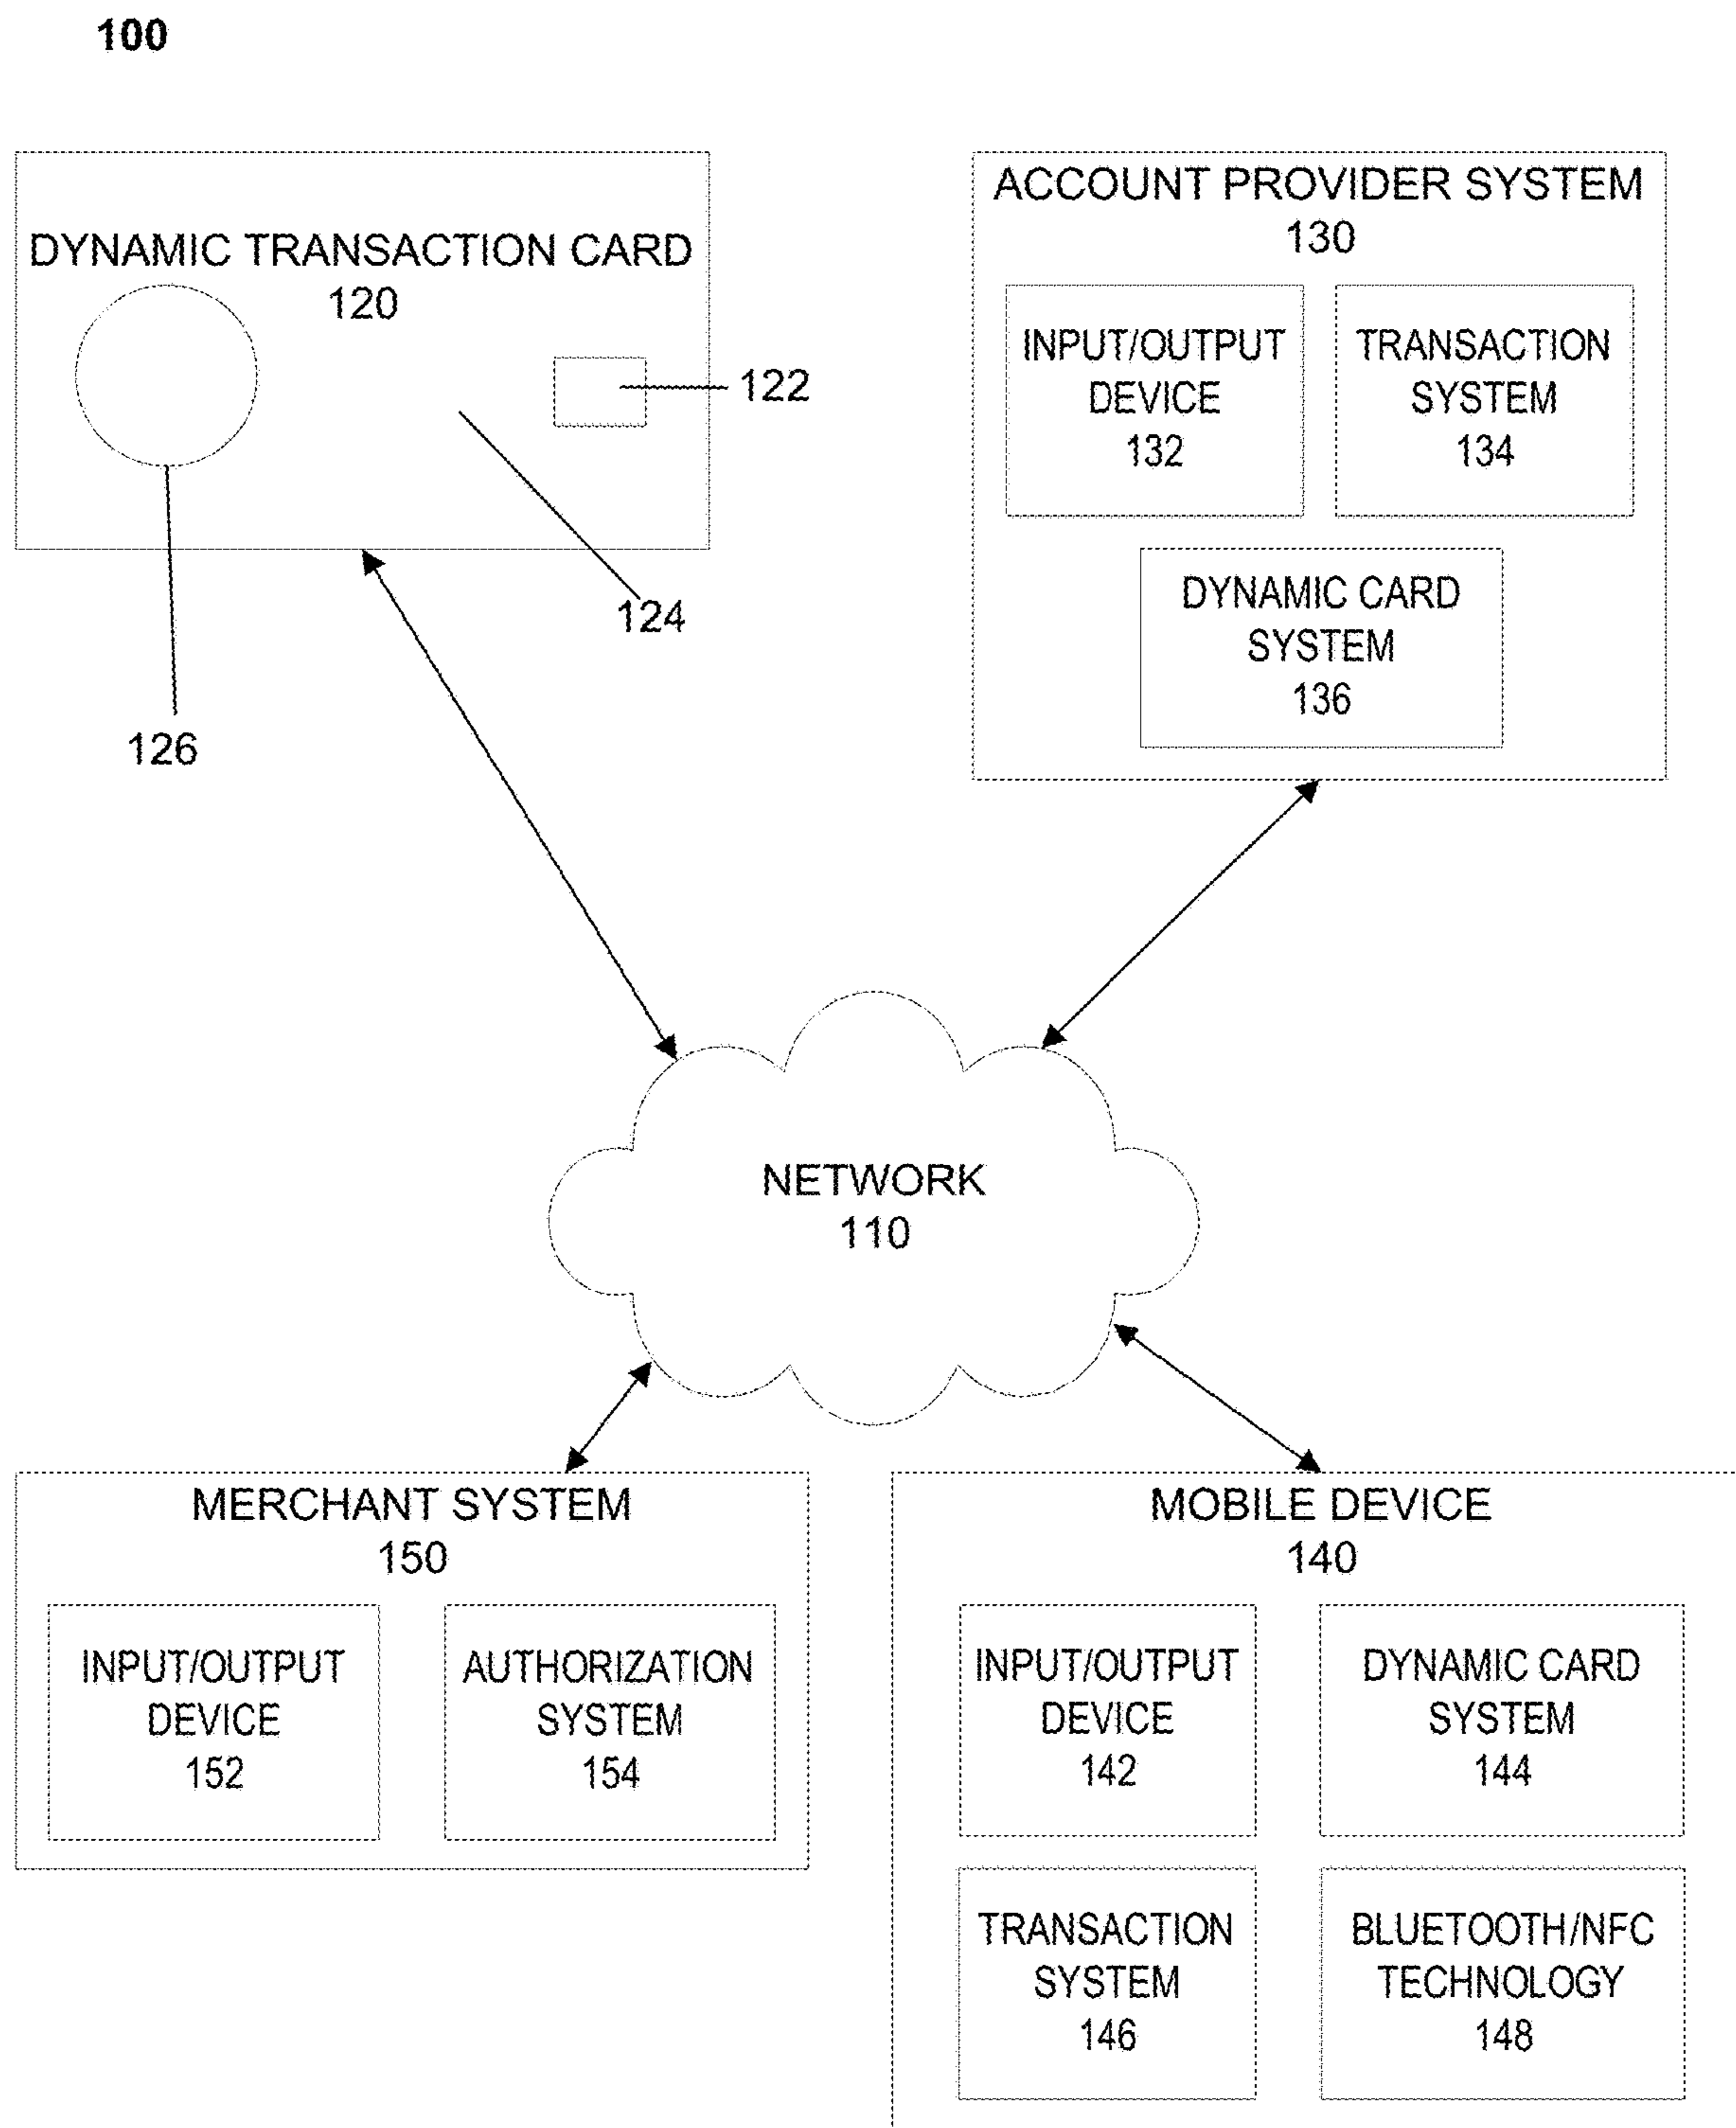 100
DYNAMIC TRANSACTION CARD
120
122
124
126
ACCOUNT PROVIDER SYSTEM
130
INPUT/OUTPUT
DEVICE
132
TRANSACTION
SYSTEM
134
DYNAMIC CARD
SYSTEM
136
NETWORK
110
MERCHANT SYSTEM
150
INPUT/OUTPUT
DEVICE
152
AUTHORIZATION
SYSTEM
154
MOBILE DEVICE
140
INPUT/OUTPUT
DEVICE
142
DYNAMIC CARD
SYSTEM
144
TRANSACTION
SYSTEM
146
BLUETOOTH/NFC
TECHNOLOGY
148